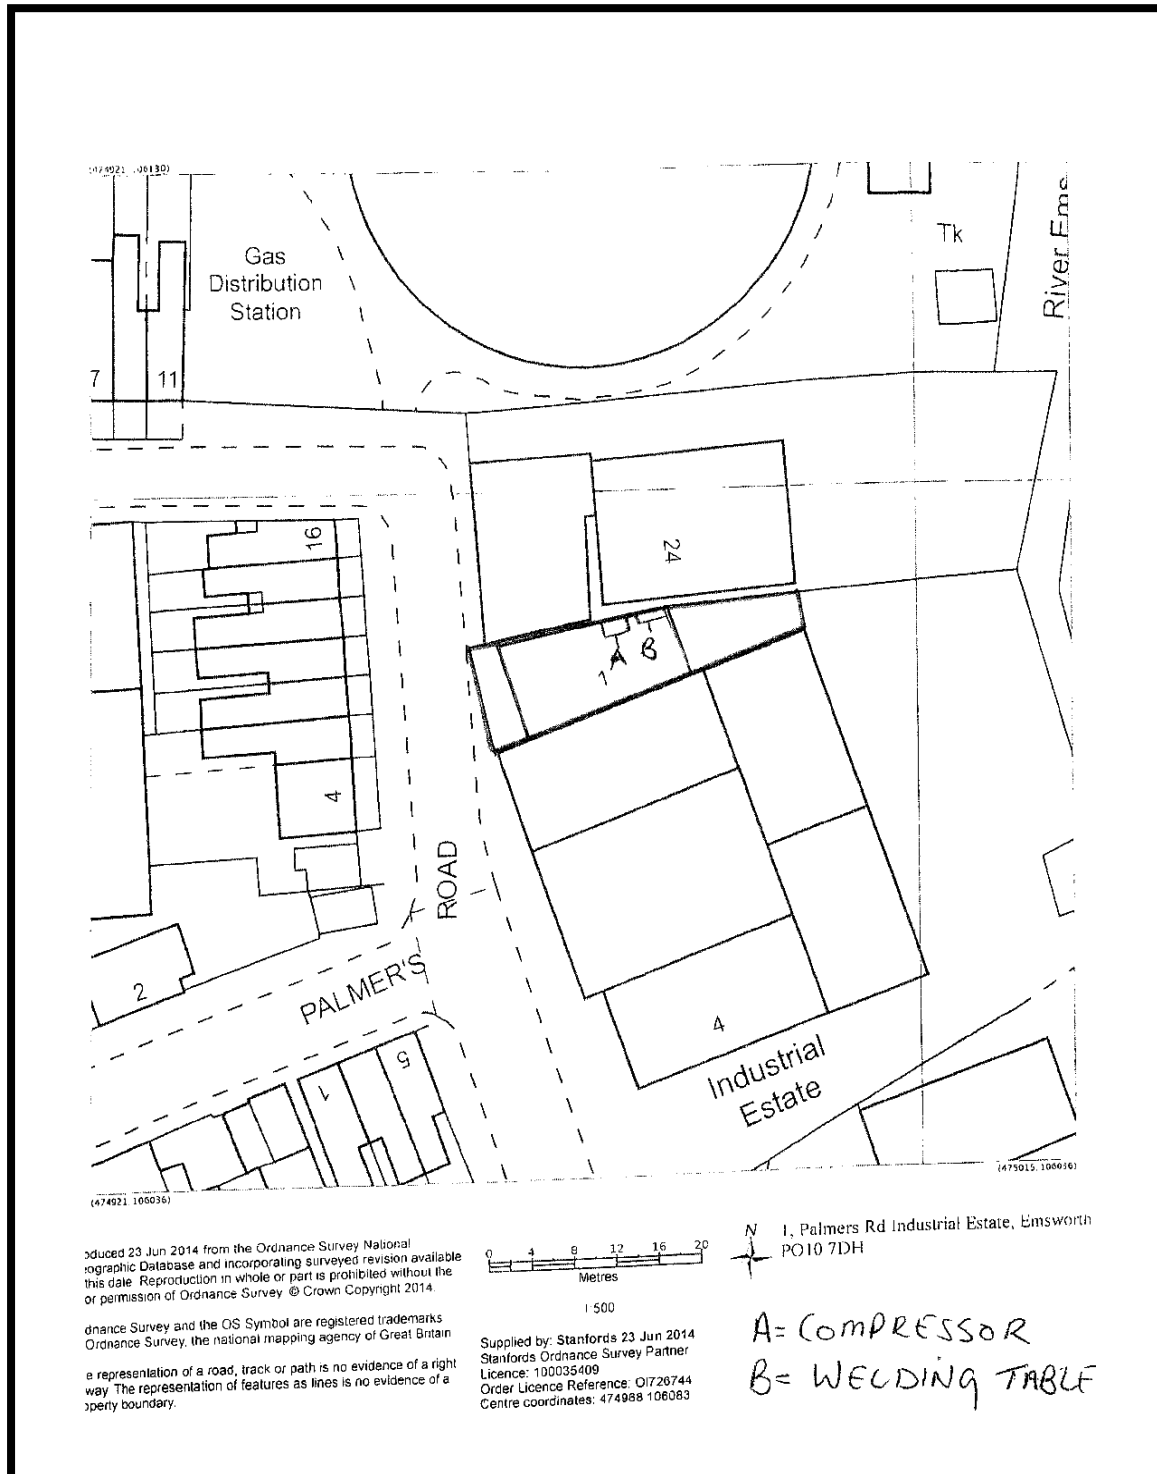 Gas
Distribution
Station
Tk
River Ems
7
11
16
24
A
B
1
4
ROAD
PALMER'S
2
1
5
4
Industrial
Estate
(474921 106036)
(475015, 106036)
oduced 23 Jun 2014 from the Ordnance Survey National
ographic Database and incorporating surveyed revision available
this date. Reproduction in whole or part is prohibited without the
or permission of Ordnance Survey. © Crown Copyright 2014.
dnance Survey and the OS Symbol are registered trademarks
Ordnance Survey, the national mapping agency of Great Britain
e representation of a road, track or path is no evidence of a right
way. The representation of features as lines is no evidence of a
operty boundary.
0 4 8 12 16 20
Metres
1:500
Supplied by: Stanfords 23 Jun 2014
Stanfords Ordnance Survey Partner
Licence: 100035409
Order Licence Reference: OI726744
Centre coordinates: 474968 106083
N
1, Palmers Rd Industrial Estate, Emsworth
PO10 7DH
A= COMPRESSOR
B= WELDING TABLE